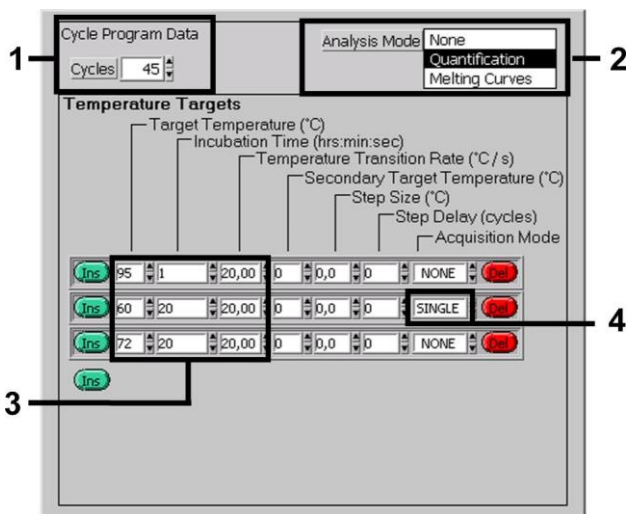 Cycle Program Data
Cycles 45
Analysis Mode None
Quantification
Melting Curves
1
2
Temperature Targets
Target Temperature (°C)
Incubation Time (hrs:min:sec)
Temperature Transition Rate (°C / s)
Secondary Target Temperature (°C)
Step Size (°C)
Step Delay (cycles)
Acquisition Mode
Ins 95 1 20,00 0 0,0 0 NONE Del
Ins 60 20 20,00 0 0,0 0 SINGLE Del
4
Ins 72 20 20,00 0 0,0 0 NONE Del
Ins
3